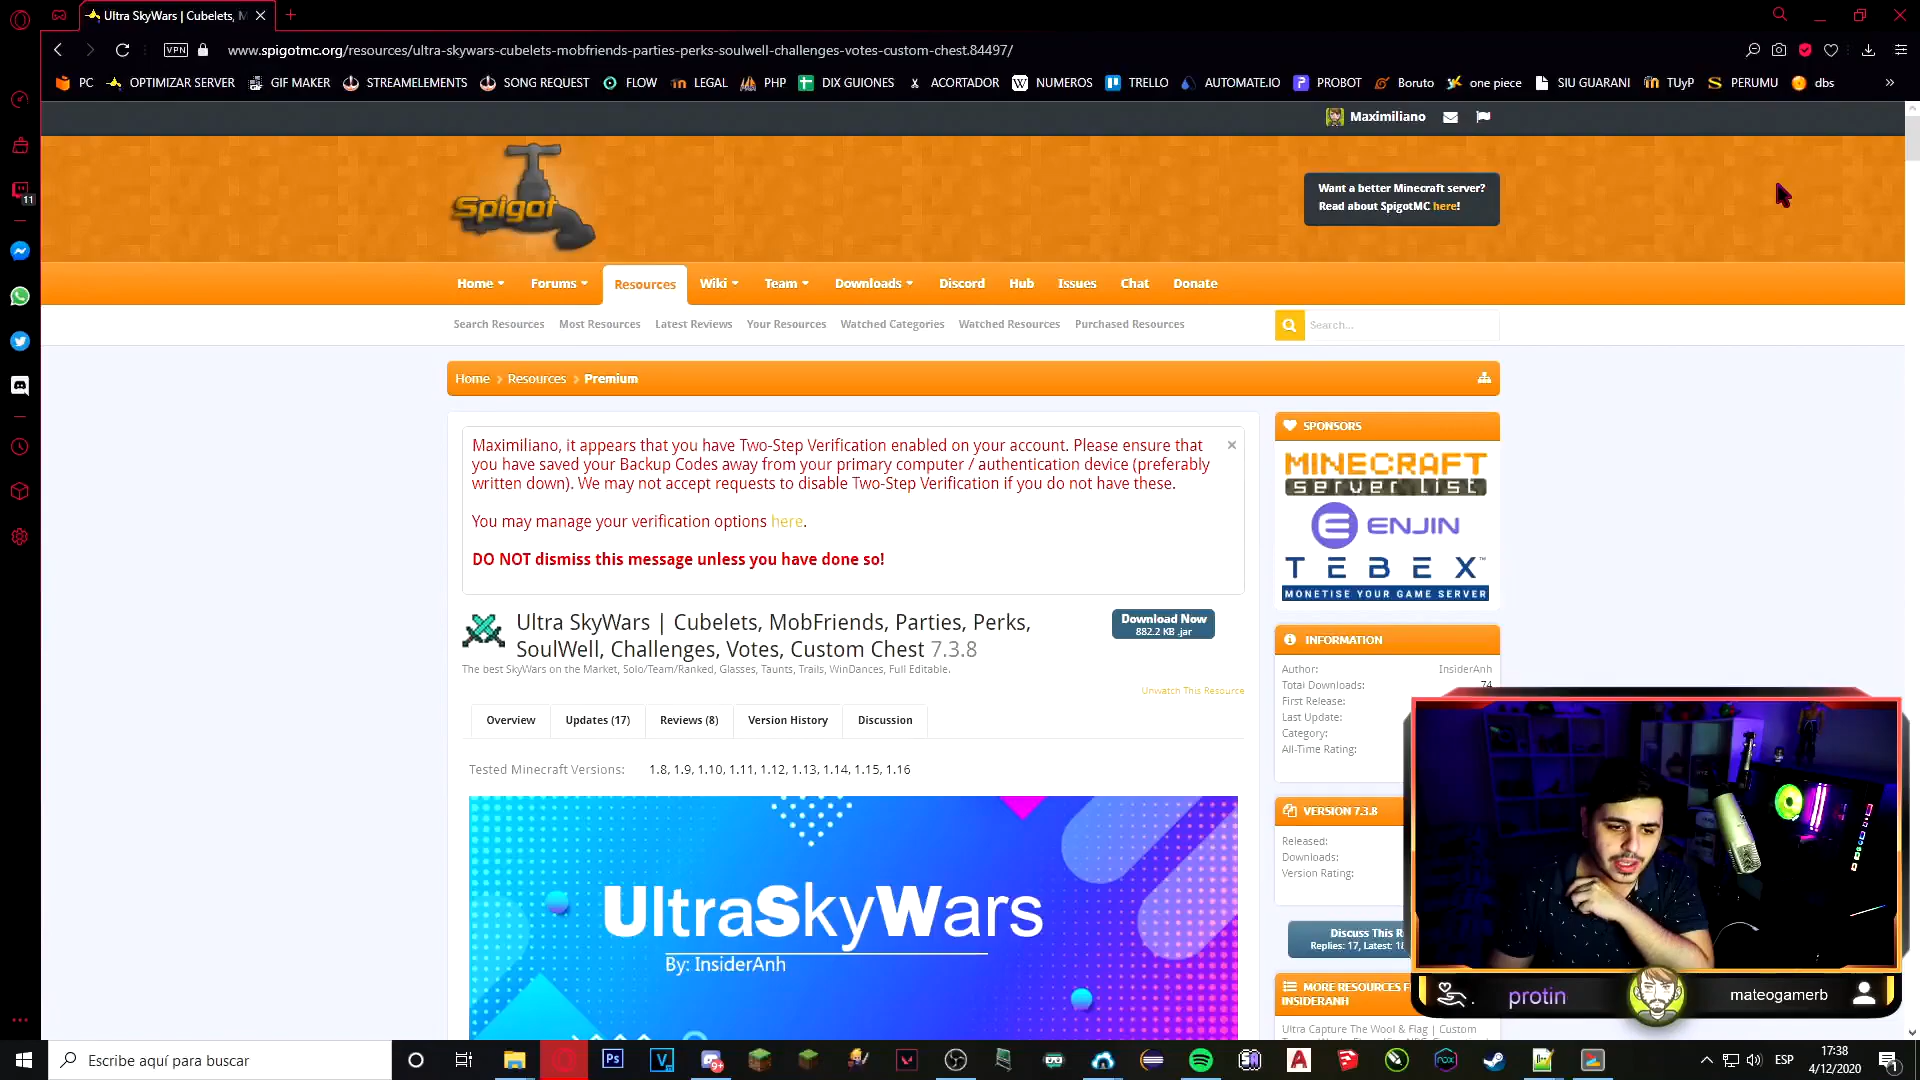 Ultra SkyWars | Cubelets, M
www.spigotmc.org/resources/ultra-skywars-cubelets-mobfriends-parties-perks-soulwell-challenges-votes-custom-chest.84497/
VPN
PC
OPTIMIZAR SERVER
GIF MAKER
STREAMELEMENTS
SONG REQUEST
FLOW
LEGAL
PHP
DIX GUIONES
ACORTADOR
NUMEROS
TRELLO
AUTOMATE.IO
PROBOT
Boruto
one piece
SIU GUARANI
TUyP
PERUMU
dbs
11
Maximiliano
Spigot
Want a better Minecraft server?
Read about SpigotMC here!
Home
Forums
Resources
Wiki
Team
Downloads
Discord
Hub
Issues
Chat
Donate
Search Resources
Most Resources
Latest Reviews
Your Resources
Watched Categories
Watched Resources
Purchased Resources
Search...
Home > Resources > Premium
Maximiliano, it appears that you have Two-Step Verification enabled on your account. Please ensure that
you have saved your Backup Codes away from your primary computer / authentication device (preferably
written down). We may not accept requests to disable Two-Step Verification if you do not have these.
You may manage your verification options here.
DO NOT dismiss this message unless you have done so!
Ultra SkyWars | Cubelets, MobFriends, Parties, Perks,
SoulWell, Challenges, Votes, Custom Chest 7.3.8
The best SkyWars on the Market, Solo/Team/Ranked, Glasses, Taunts, Trails, WinDances, Full Editable.
Download Now
882.2 KB .jar
Unwatch This Resource
Overview
Updates (17)
Reviews (8)
Version History
Discussion
Tested Minecraft Versions: 1.8, 1.9, 1.10, 1.11, 1.12, 1.13, 1.14, 1.15, 1.16
UltraSkyWars
By: InsiderAnh
SPONSORS
MINECRAFT
server list
ENJIN
TEBEX™
MONETISE YOUR GAME SERVER
INFORMATION
Author: InsiderAnh
Total Downloads: 74
First Release:
Last Update:
Category:
All-Time Rating:
VERSION 7.3.8
Released:
Downloads:
Version Rating:
Discuss This R
Replies: 17, Latest:
MORE RESOURCES F
INSIDERANH
Ultra Capture The Wool & Flag | Custom
protin
mateogamerb
Escribe aquí para buscar
ESP
17:38
4/12/2020